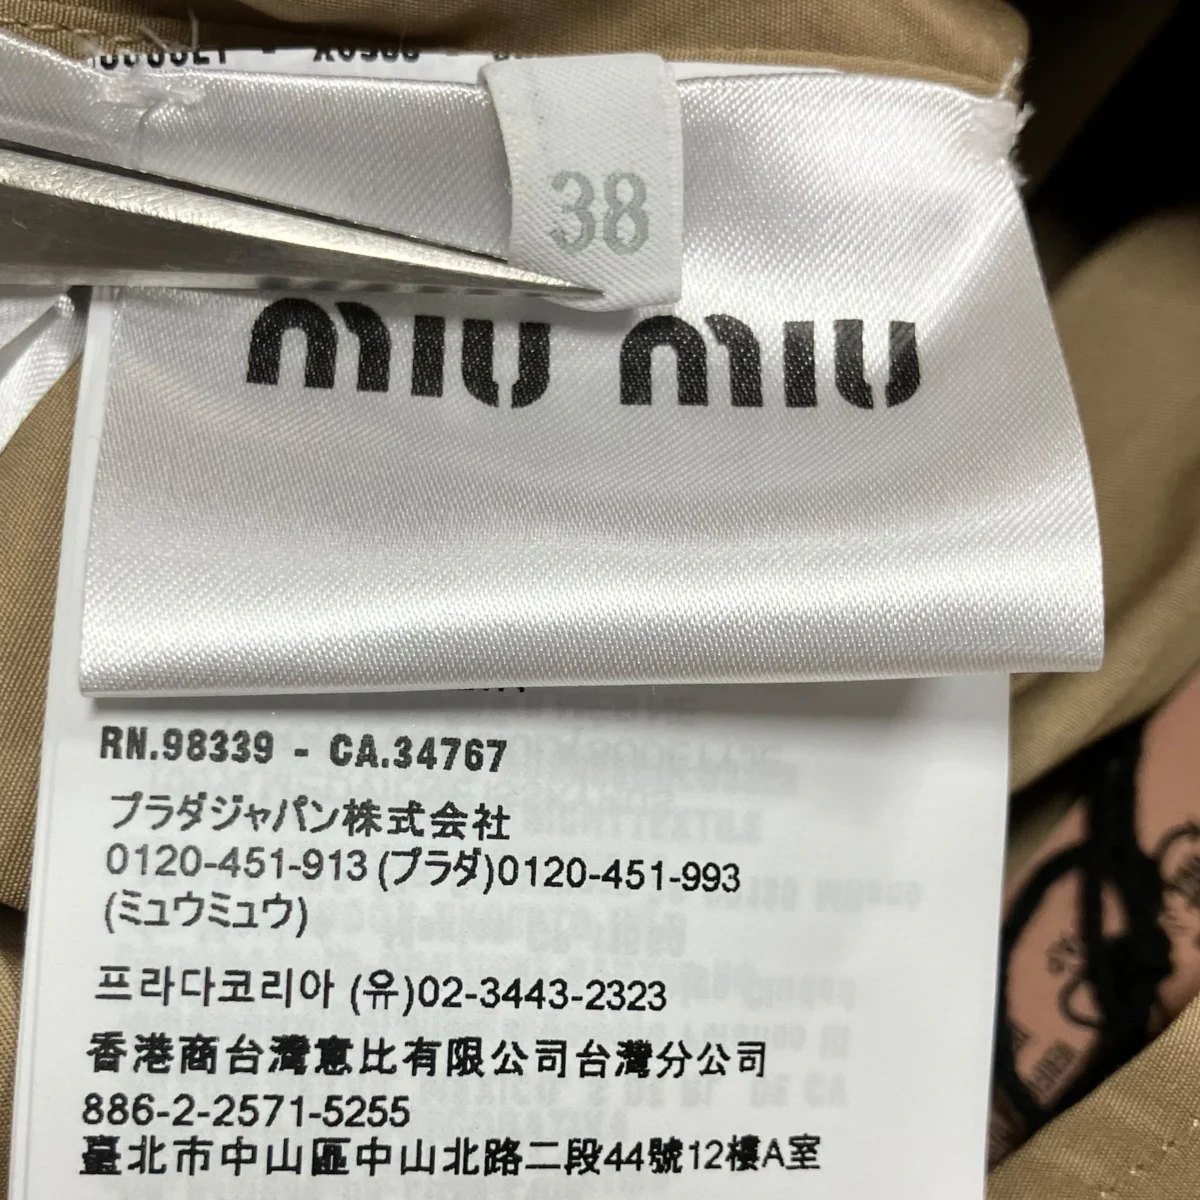 38
miu miu
RN.98339 - CA.34767
プラダジャパン株式会社
0120-451-913 (プラダ)0120-451-993
(ミュウミュウ)
프라다코리아 (유)02-3443-2323
香港商台灣意比有限公司台灣分公司
886-2-2571-5255
臺北市中山區中山北路二段44號12樓A室